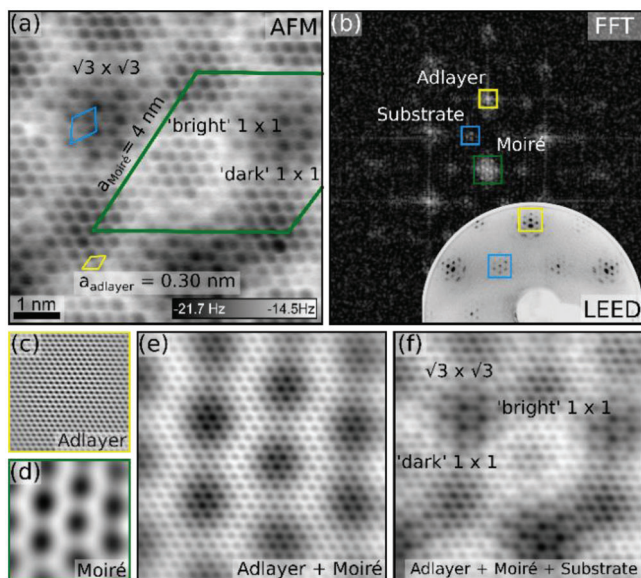 (a)
AFM
√3 x √3
aMoiré = 4 nm
'bright' 1 x 1
'dark' 1 x 1
aadlayer = 0.30 nm
1 nm
-21.7 Hz
-14.5Hz
(b)
FFT
Adlayer
Substrate
Moiré
LEED
(c)
Adlayer
(d)
Moiré
(e)
Adlayer + Moiré
(f)
√3 x √3
'bright' 1 x 1
'dark' 1 x 1
Adlayer + Moiré + Substrate